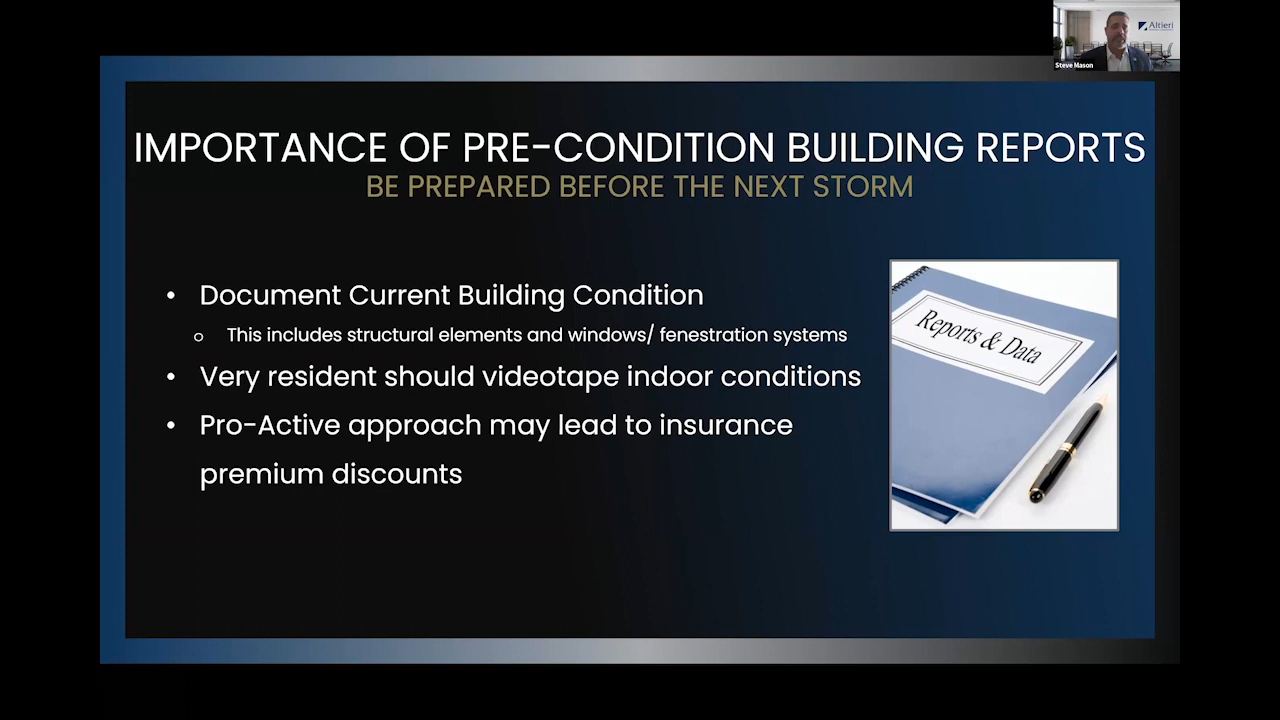 Altieri
Steve Mason
IMPORTANCE OF PRE-CONDITION BUILDING REPORTS
BE PREPARED BEFORE THE NEXT STORM
• Document Current Building Condition
o This includes structural elements and windows/ fenestration systems
• Very resident should videotape indoor conditions
• Pro-Active approach may lead to insurance
premium discounts
Reports & Data